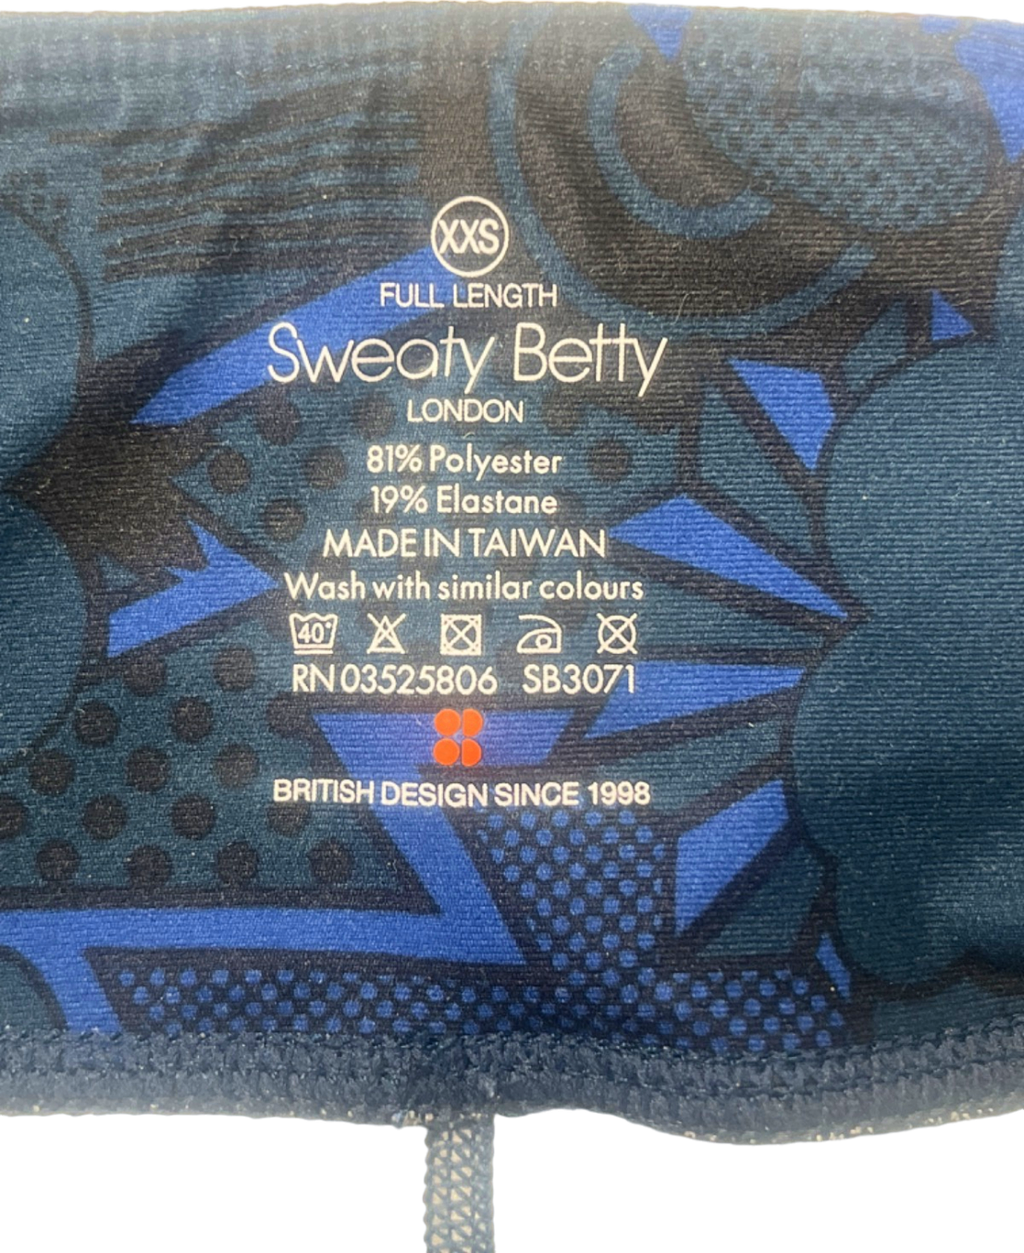 XXS
FULL LENGTH
Sweaty Betty
LONDON
81% Polyester
19% Elastane
MADE IN TAIWAN
Wash with similar colours
40°
RN 03525806 SB3071
BRITISH DESIGN SINCE 1998